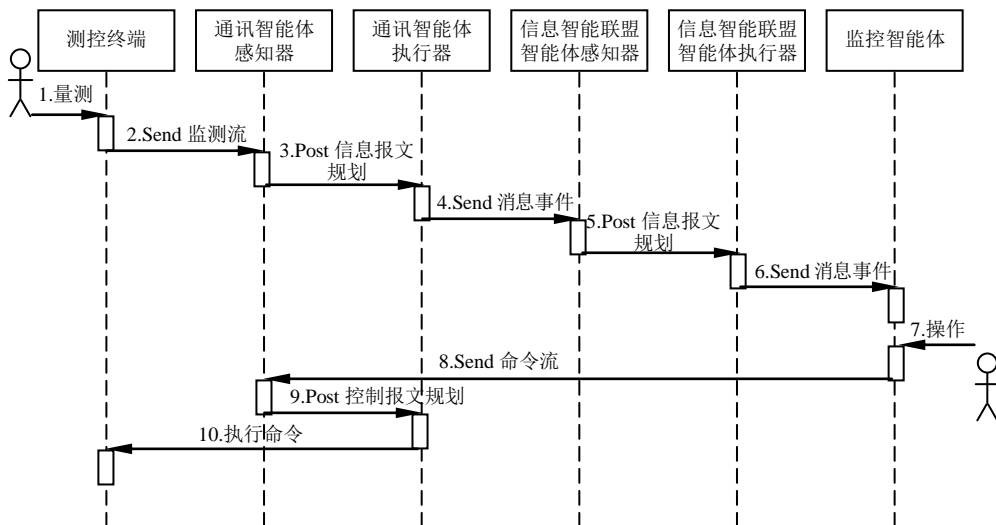 测控终端
通讯智能体
感知器
通讯智能体
执行器
信息智能联盟
智能体感知器
信息智能联盟
智能体执行器
监控智能体
1.量测
2.Send 监测流
3.Post 信息报文
规划
4.Send 消息事件
5.Post 信息报文
规划
6.Send 消息事件
7.操作
8.Send 命令流
9.Post 控制报文规划
10.执行命令